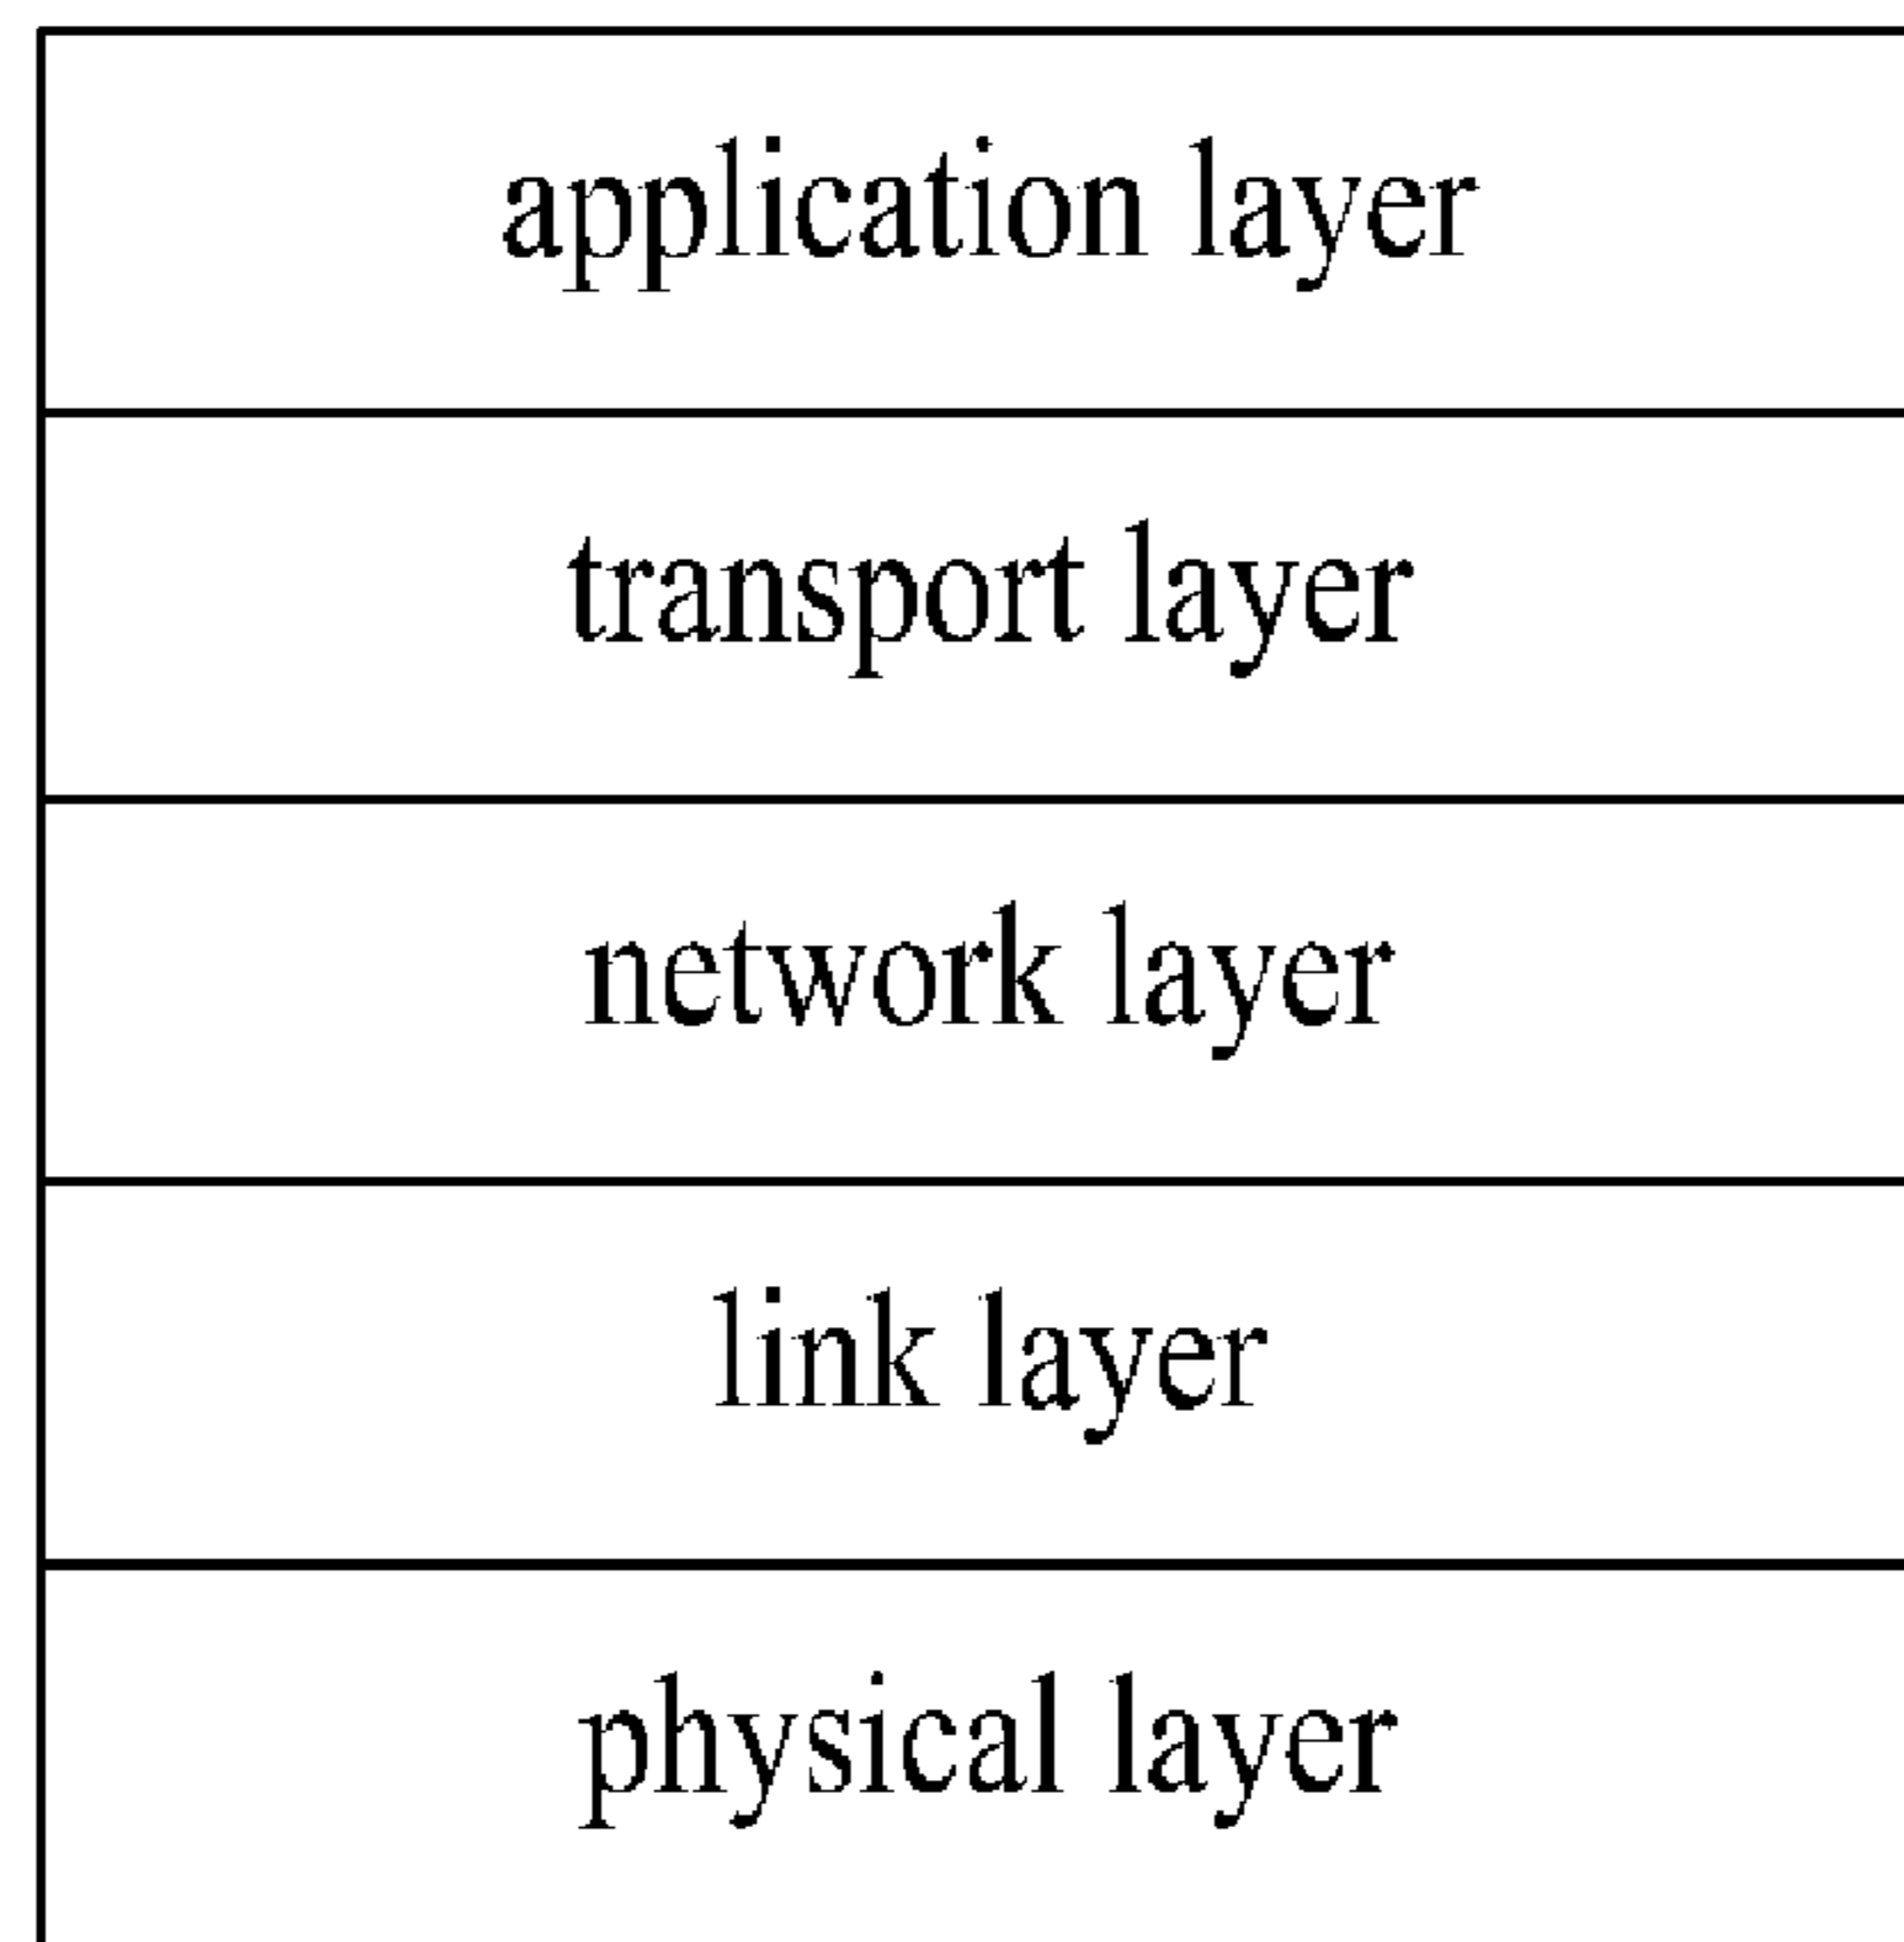 application layer
transport layer
network layer
link layer
physical layer